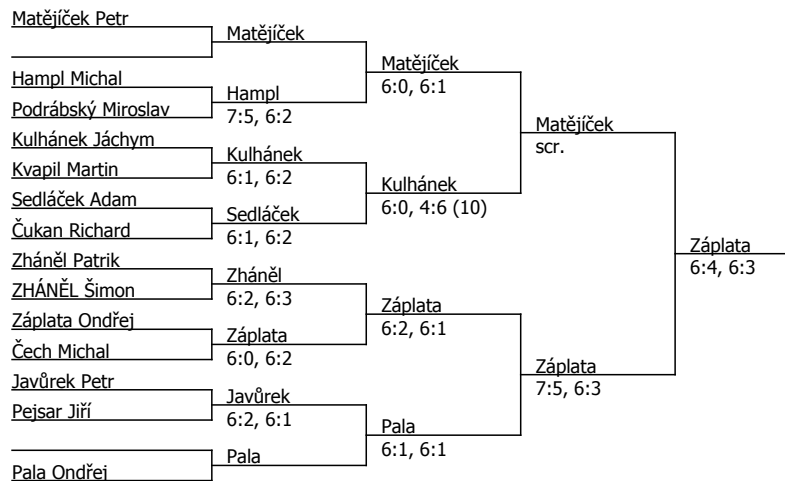 Matějíček Petr
Matějíček
Matějíček
6:0, 6:1
Hampl Michal
Hampl
7:5, 6:2
Podrábský Miroslav
Matějíček
scr.
Kulhánek Jáchym
Kulhánek
6:1, 6:2
Kvapil Martin
Kulhánek
6:0, 4:6 (10)
Sedláček Adam
Sedláček
6:1, 6:2
Čukan Richard
Záplata
6:4, 6:3
Zháněl Patrik
Zháněl
6:2, 6:3
ZHÁNĚL Šimon
Záplata
6:2, 6:1
Záplata Ondřej
Záplata
6:0, 6:2
Čech Michal
Záplata
7:5, 6:3
Javůrek Petr
Javůrek
6:2, 6:1
Pejsar Jiří
Pala
6:1, 6:1
Pala
Pala Ondřej